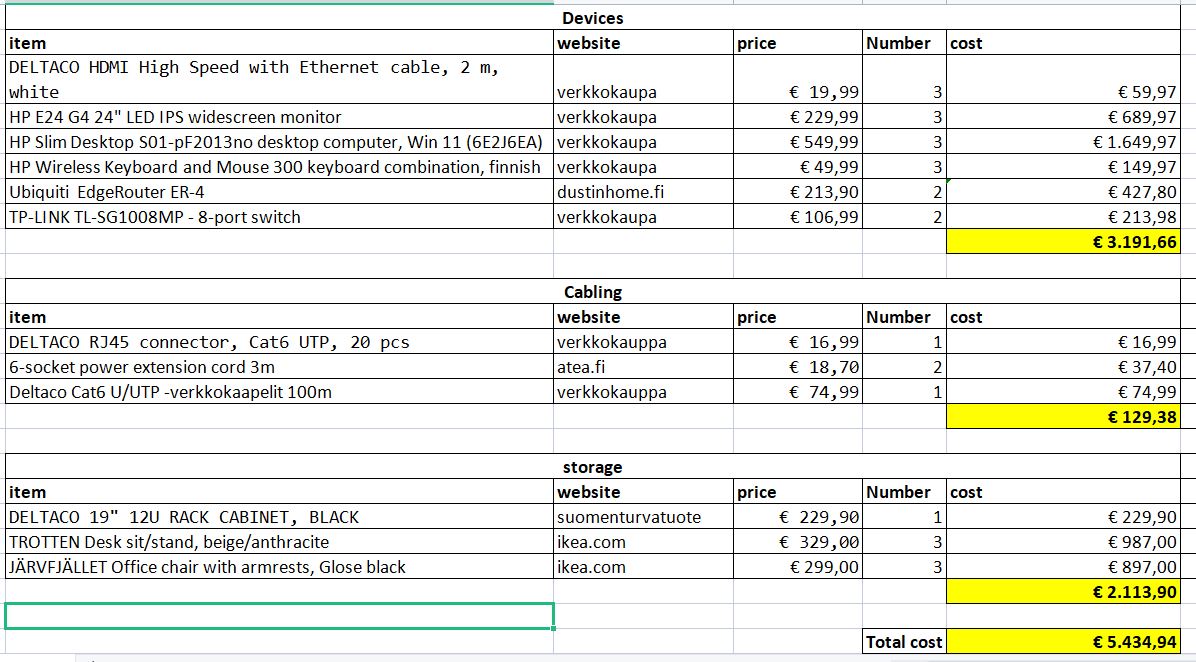 Devices
item website price Number cost
DELTACO HDMI High Speed with Ethernet cable, 2 m,
white verkkokaupa € 19,99 3 € 59,97
HP E24 G4 24" LED IPS widescreen monitor verkkokaupa € 229,99 3 € 689,97
HP Slim Desktop S01-pF2013no desktop computer, Win 11 (6E2J6EA) verkkokaupa € 549,99 3 € 1.649,97
HP Wireless Keyboard and Mouse 300 keyboard combination, finnish verkkokaupa € 49,99 3 € 149,97
Ubiquiti EdgeRouter ER-4 dustinhome.fi € 213,90 2 € 427,80
TP-LINK TL-SG1008MP - 8-port switch verkkokaupa € 106,99 2 € 213,98
€ 3.191,66
Cabling
item website price Number cost
DELTACO RJ45 connector, Cat6 UTP, 20 pcs verkkokauppa € 16,99 1 € 16,99
6-socket power extension cord 3m atea.fi € 18,70 2 € 37,40
Deltaco Cat6 U/UTP -verkkokaapelit 100m verkkokauppa € 74,99 1 € 74,99
€ 129,38
storage
item website price Number cost
DELTACO 19" 12U RACK CABINET, BLACK suomenturvatuote € 229,90 1 € 229,90
TROTTEN Desk sit/stand, beige/anthracite ikea.com € 329,00 3 € 987,00
JÄRVFJÄLLET Office chair with armrests, Glose black ikea.com € 299,00 3 € 897,00
€ 2.113,90
Total cost € 5.434,94